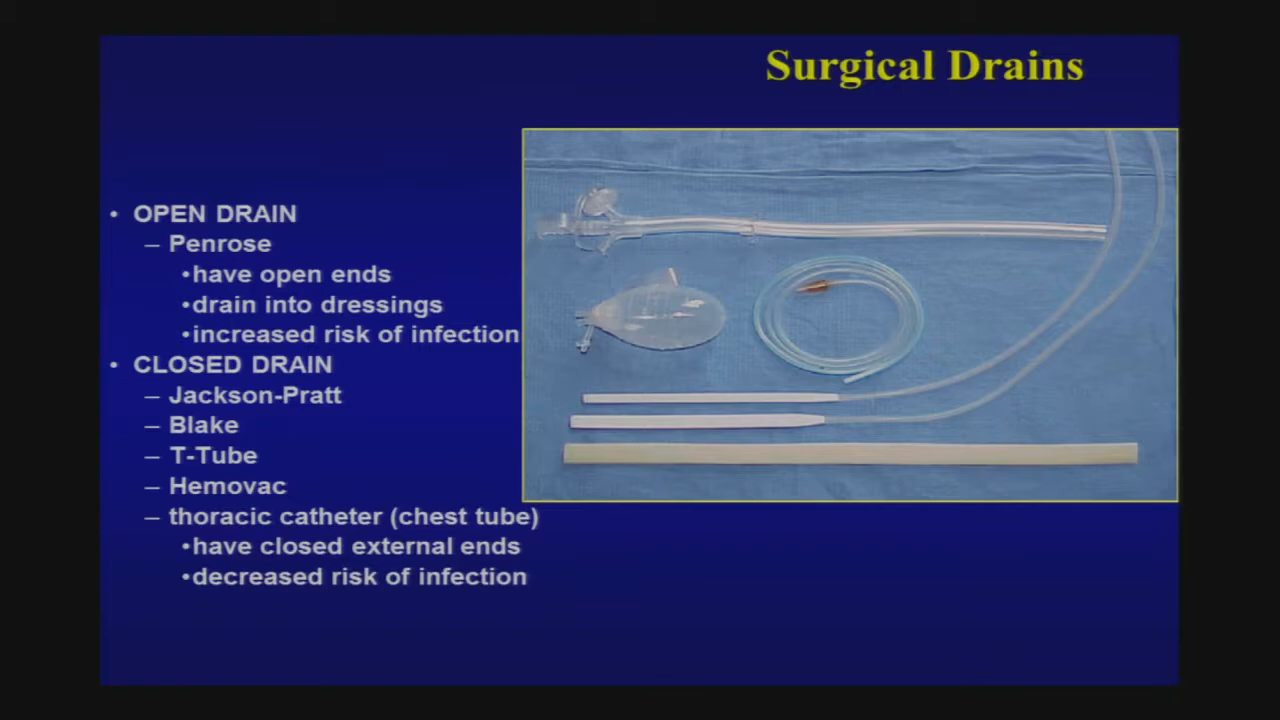 Surgical Drains
• OPEN DRAIN
– Penrose
•have open ends
•drain into dressings
•increased risk of infection
• CLOSED DRAIN
– Jackson-Pratt
– Blake
– T-Tube
– Hemovac
– thoracic catheter (chest tube)
•have closed external ends
•decreased risk of infection